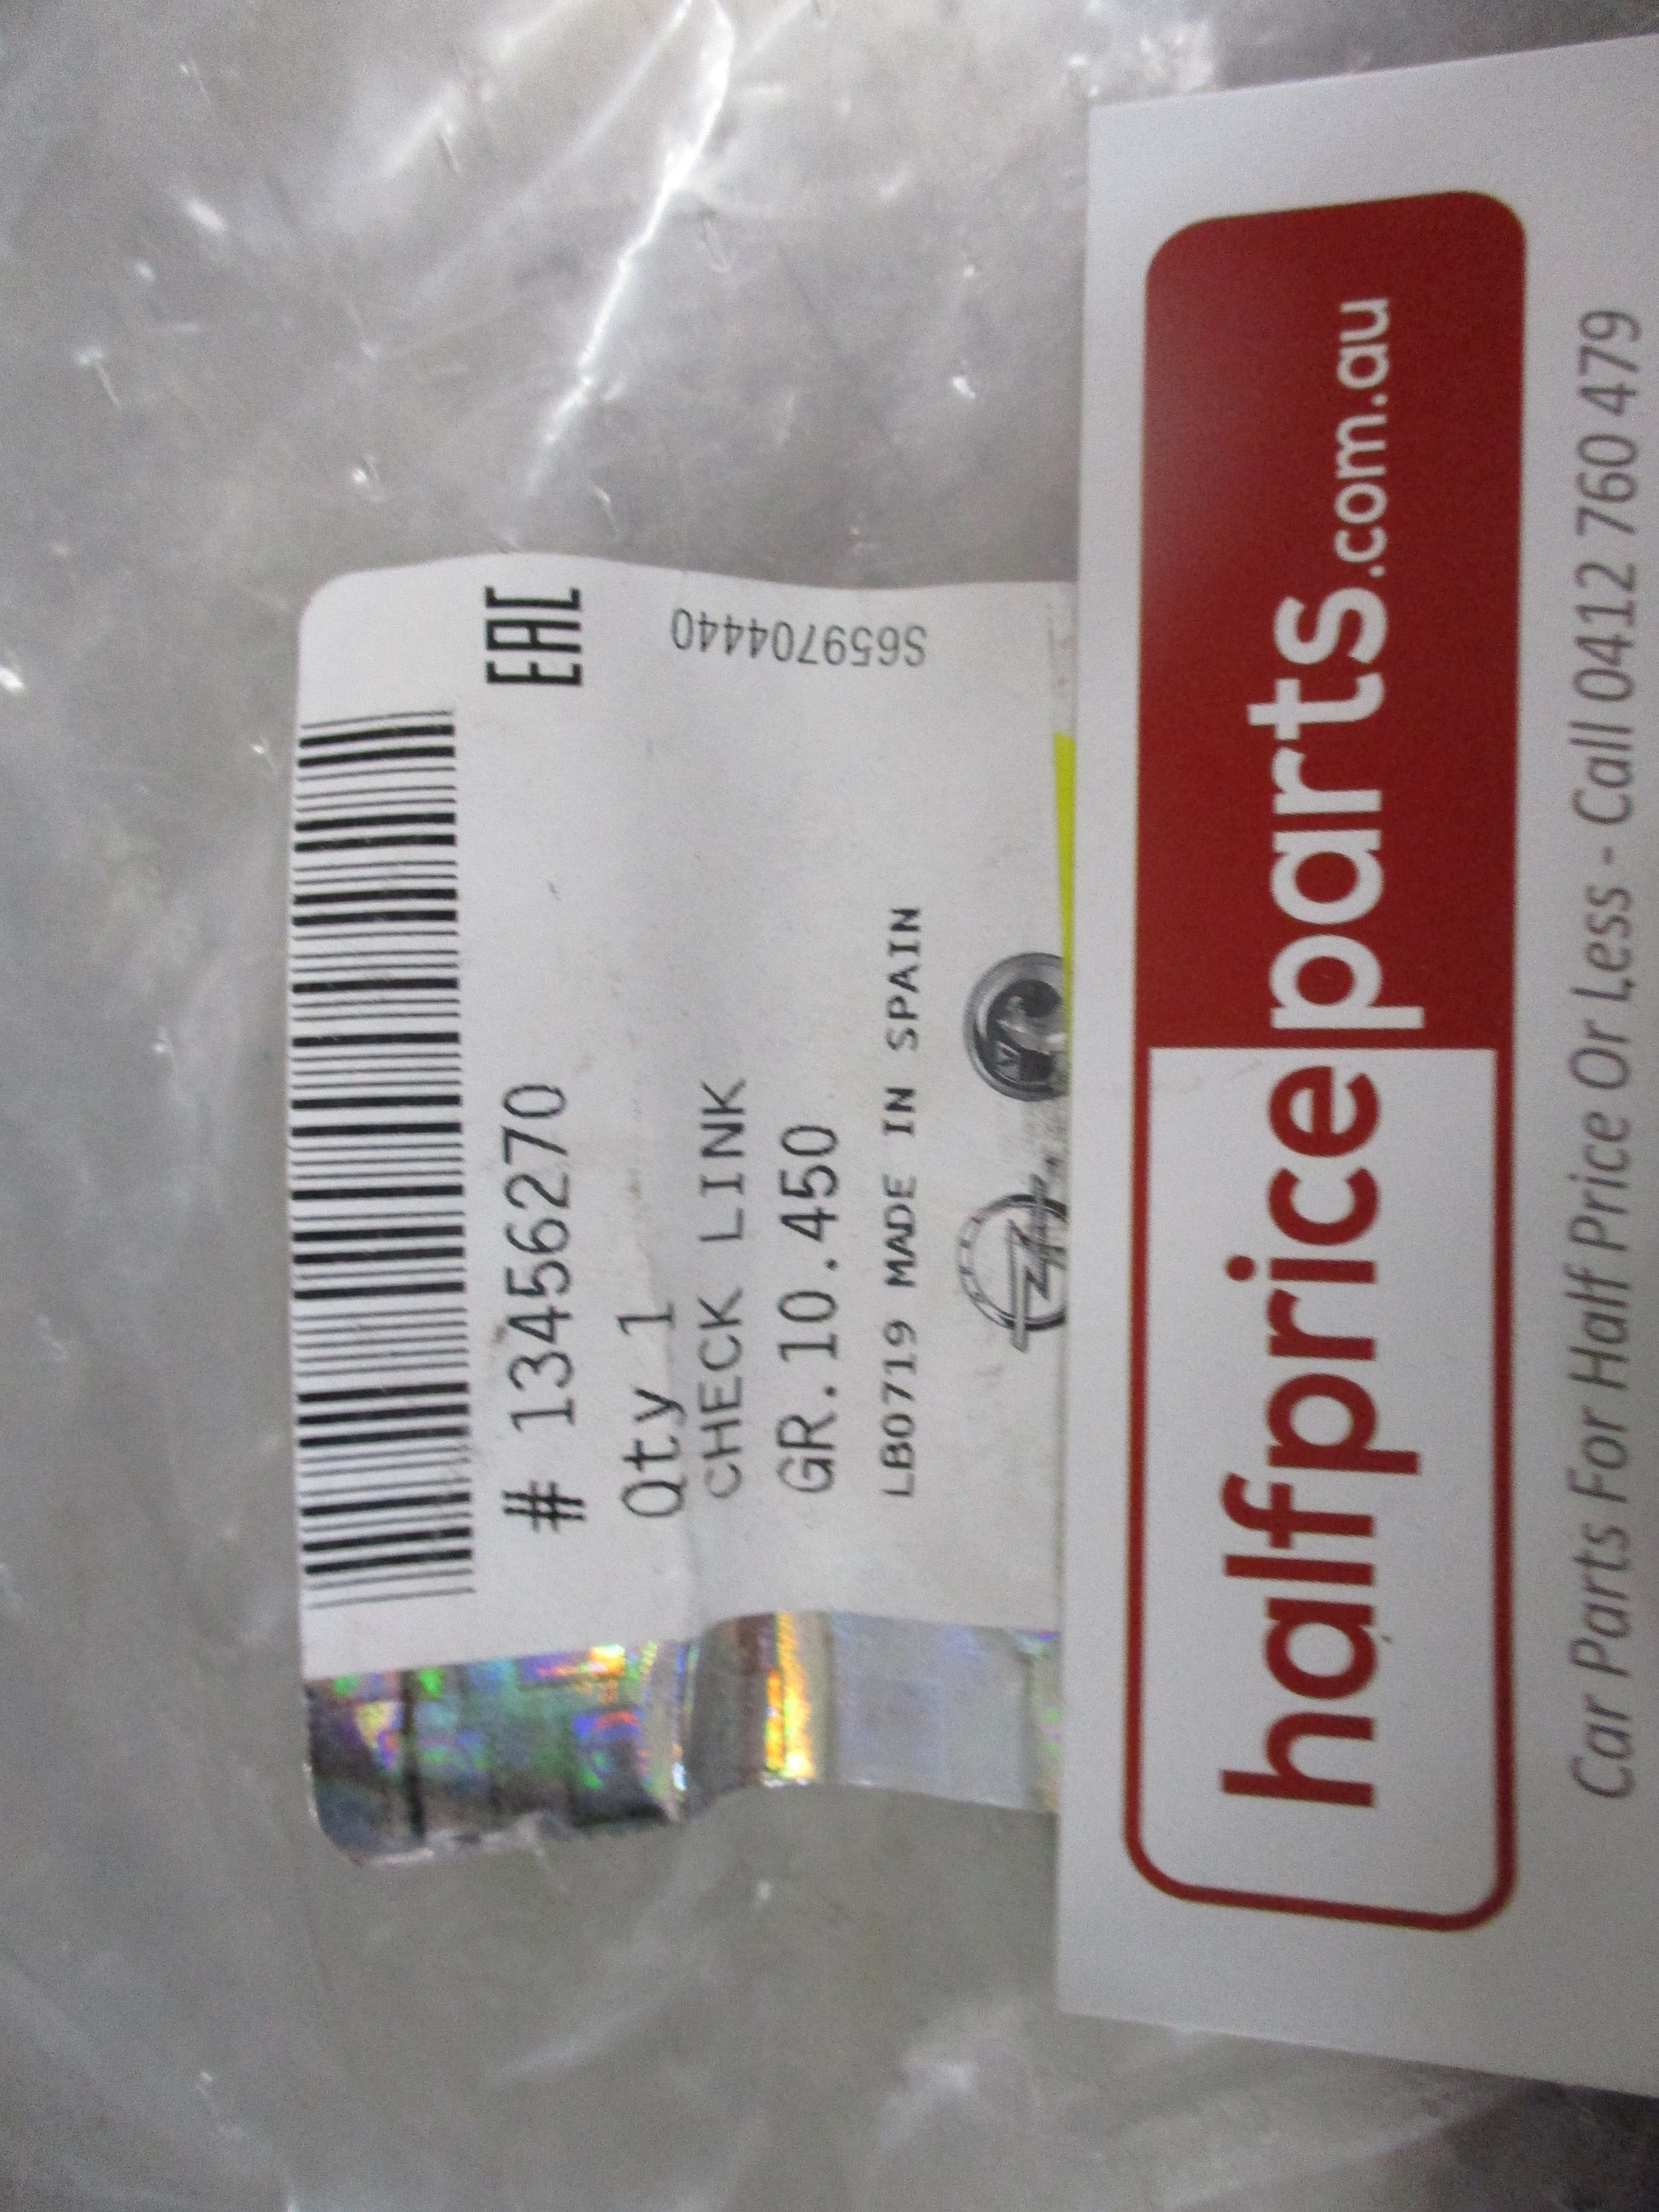 EAC
# 13456270
Qty 1
CHECK LINK
GR.10.450
LB0719 MADE IN SPAIN
S659704440
V
halfpriceparts.com.au
Car Parts For Half Price Or Less - Call 0412 760 479